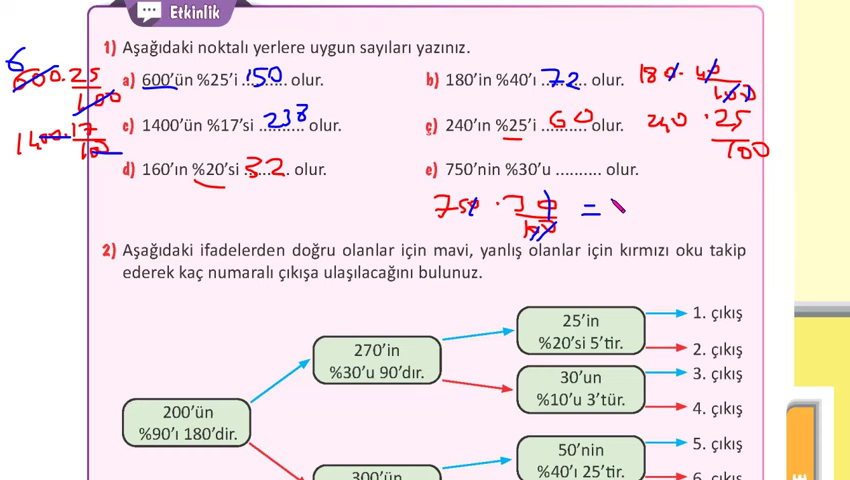 Etkinlik
1) Aşağıdaki noktalı yerlere uygun sayıları yazınız.
6
600.25
100
a) 600'ün %25'i 150 olur.
b) 180'in %40'ı 72 olur.
180. 40
100
1400.17
100
c) 1400'ün %17'si 238 olur.
ç) 240'ın %25'i 60 olur.
240 . 25
100
d) 160'ın %20'si 32 olur.
e) 750'nin %30'u .......... olur.
750 . 30 =
100
2) Aşağıdaki ifadelerden doğru olanlar için mavi, yanlış olanlar için kırmızı oku takip
ederek kaç numaralı çıkışa ulaşılacağını bulunuz.
200'ün
%90'ı 180'dir.
270'in
%30'u 90'dır.
300'ün
25'in
%20'si 5'tir.
30'un
%10'u 3'tür.
50'nin
%40'ı 25'tir.
1. çıkış
2. çıkış
3. çıkış
4. çıkış
5. çıkış
6. çıkış
E